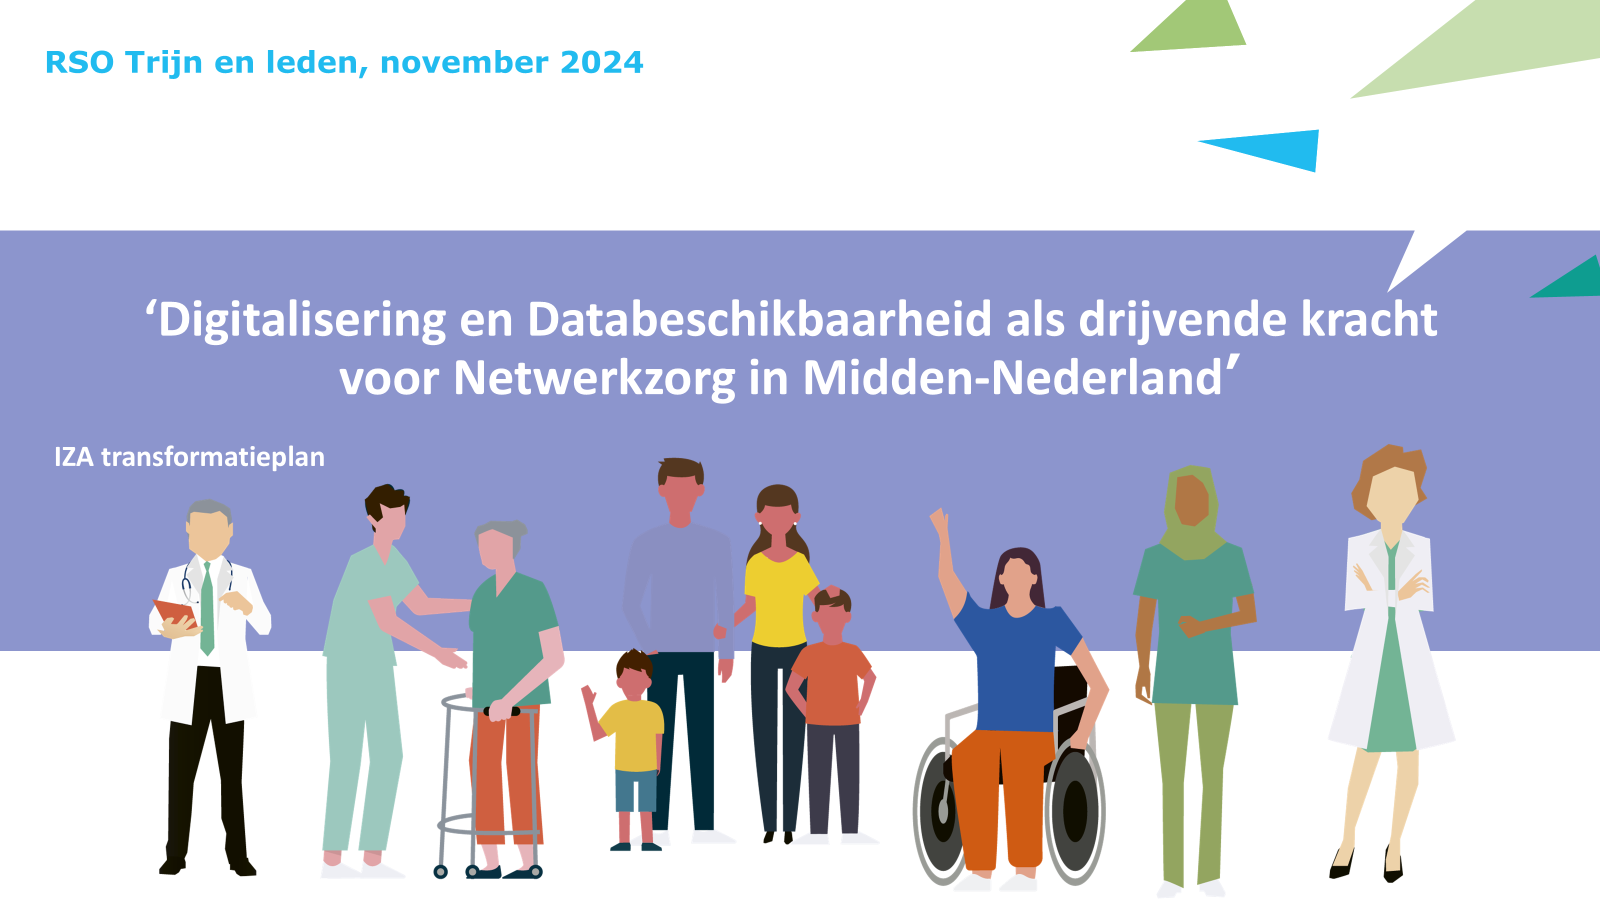 RSO Trijn en leden, november 2024
‘Digitalisering en Databeschikbaarheid als drijvende kracht
voor Netwerkzorg in Midden-Nederland’
IZA transformatieplan